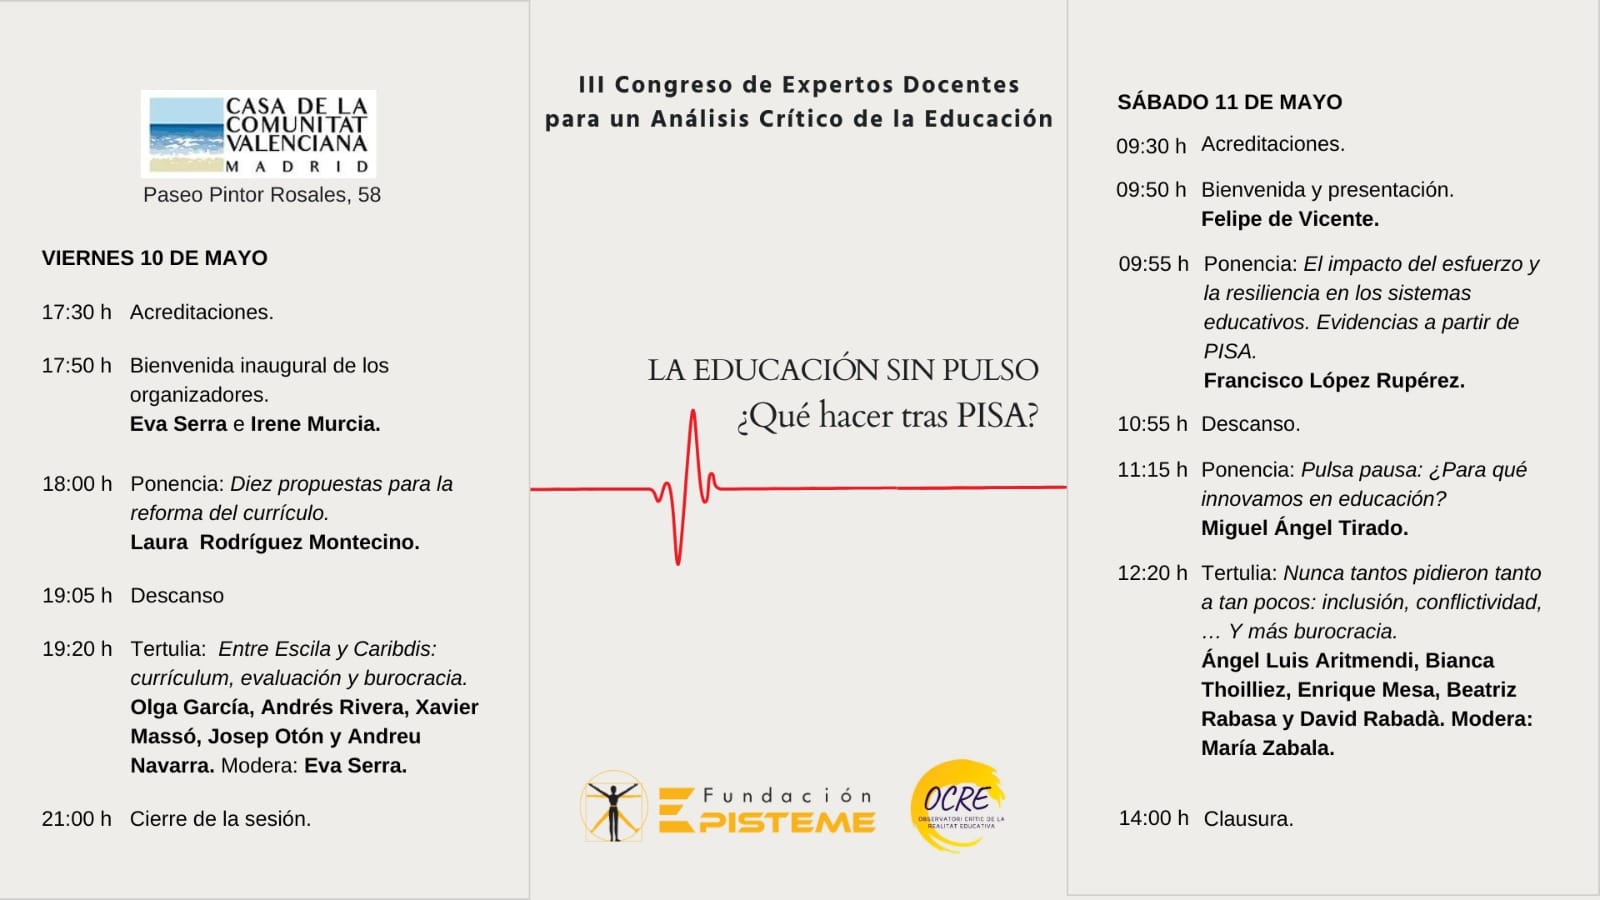 CASA DE LA
COMUNITAT
VALENCIANA
MADRID
Paseo Pintor Rosales, 58
VIERNES 10 DE MAYO
17:30 h Acreditaciones.
17:50 h Bienvenida inaugural de los
organizadores.
Eva Serra e Irene Murcia.
18:00 h Ponencia: Diez propuestas para la
reforma del currículo.
Laura Rodríguez Montecino.
19:05 h Descanso
19:20 h Tertulia: Entre Escila y Caribdis:
currículum, evaluación y burocracia.
Olga García, Andrés Rivera, Xavier
Massó, Josep Otón y Andreu
Navarra. Modera: Eva Serra.
21:00 h Cierre de la sesión.
III Congreso de Expertos Docentes
para un Análisis Crítico de la Educación
LA EDUCACIÓN SIN PULSO
¿Qué hacer tras PISA?
Fundación
EPISTEME
OCRE
OBSERVATORI CRÍTIC DE LA
REALITAT EDUCATIVA
SÁBADO 11 DE MAYO
09:30 h Acreditaciones.
09:50 h Bienvenida y presentación.
Felipe de Vicente.
09:55 h Ponencia: El impacto del esfuerzo y
la resiliencia en los sistemas
educativos. Evidencias a partir de
PISA.
Francisco López Rupérez.
10:55 h Descanso.
11:15 h Ponencia: Pulsa pausa: ¿Para qué
innovamos en educación?
Miguel Ángel Tirado.
12:20 h Tertulia: Nunca tantos pidieron tanto
a tan pocos: inclusión, conflictividad,
… Y más burocracia.
Ángel Luis Aritmendi, Bianca
Thoilliez, Enrique Mesa, Beatriz
Rabasa y David Rabadà. Modera:
María Zabala.
14:00 h Clausura.